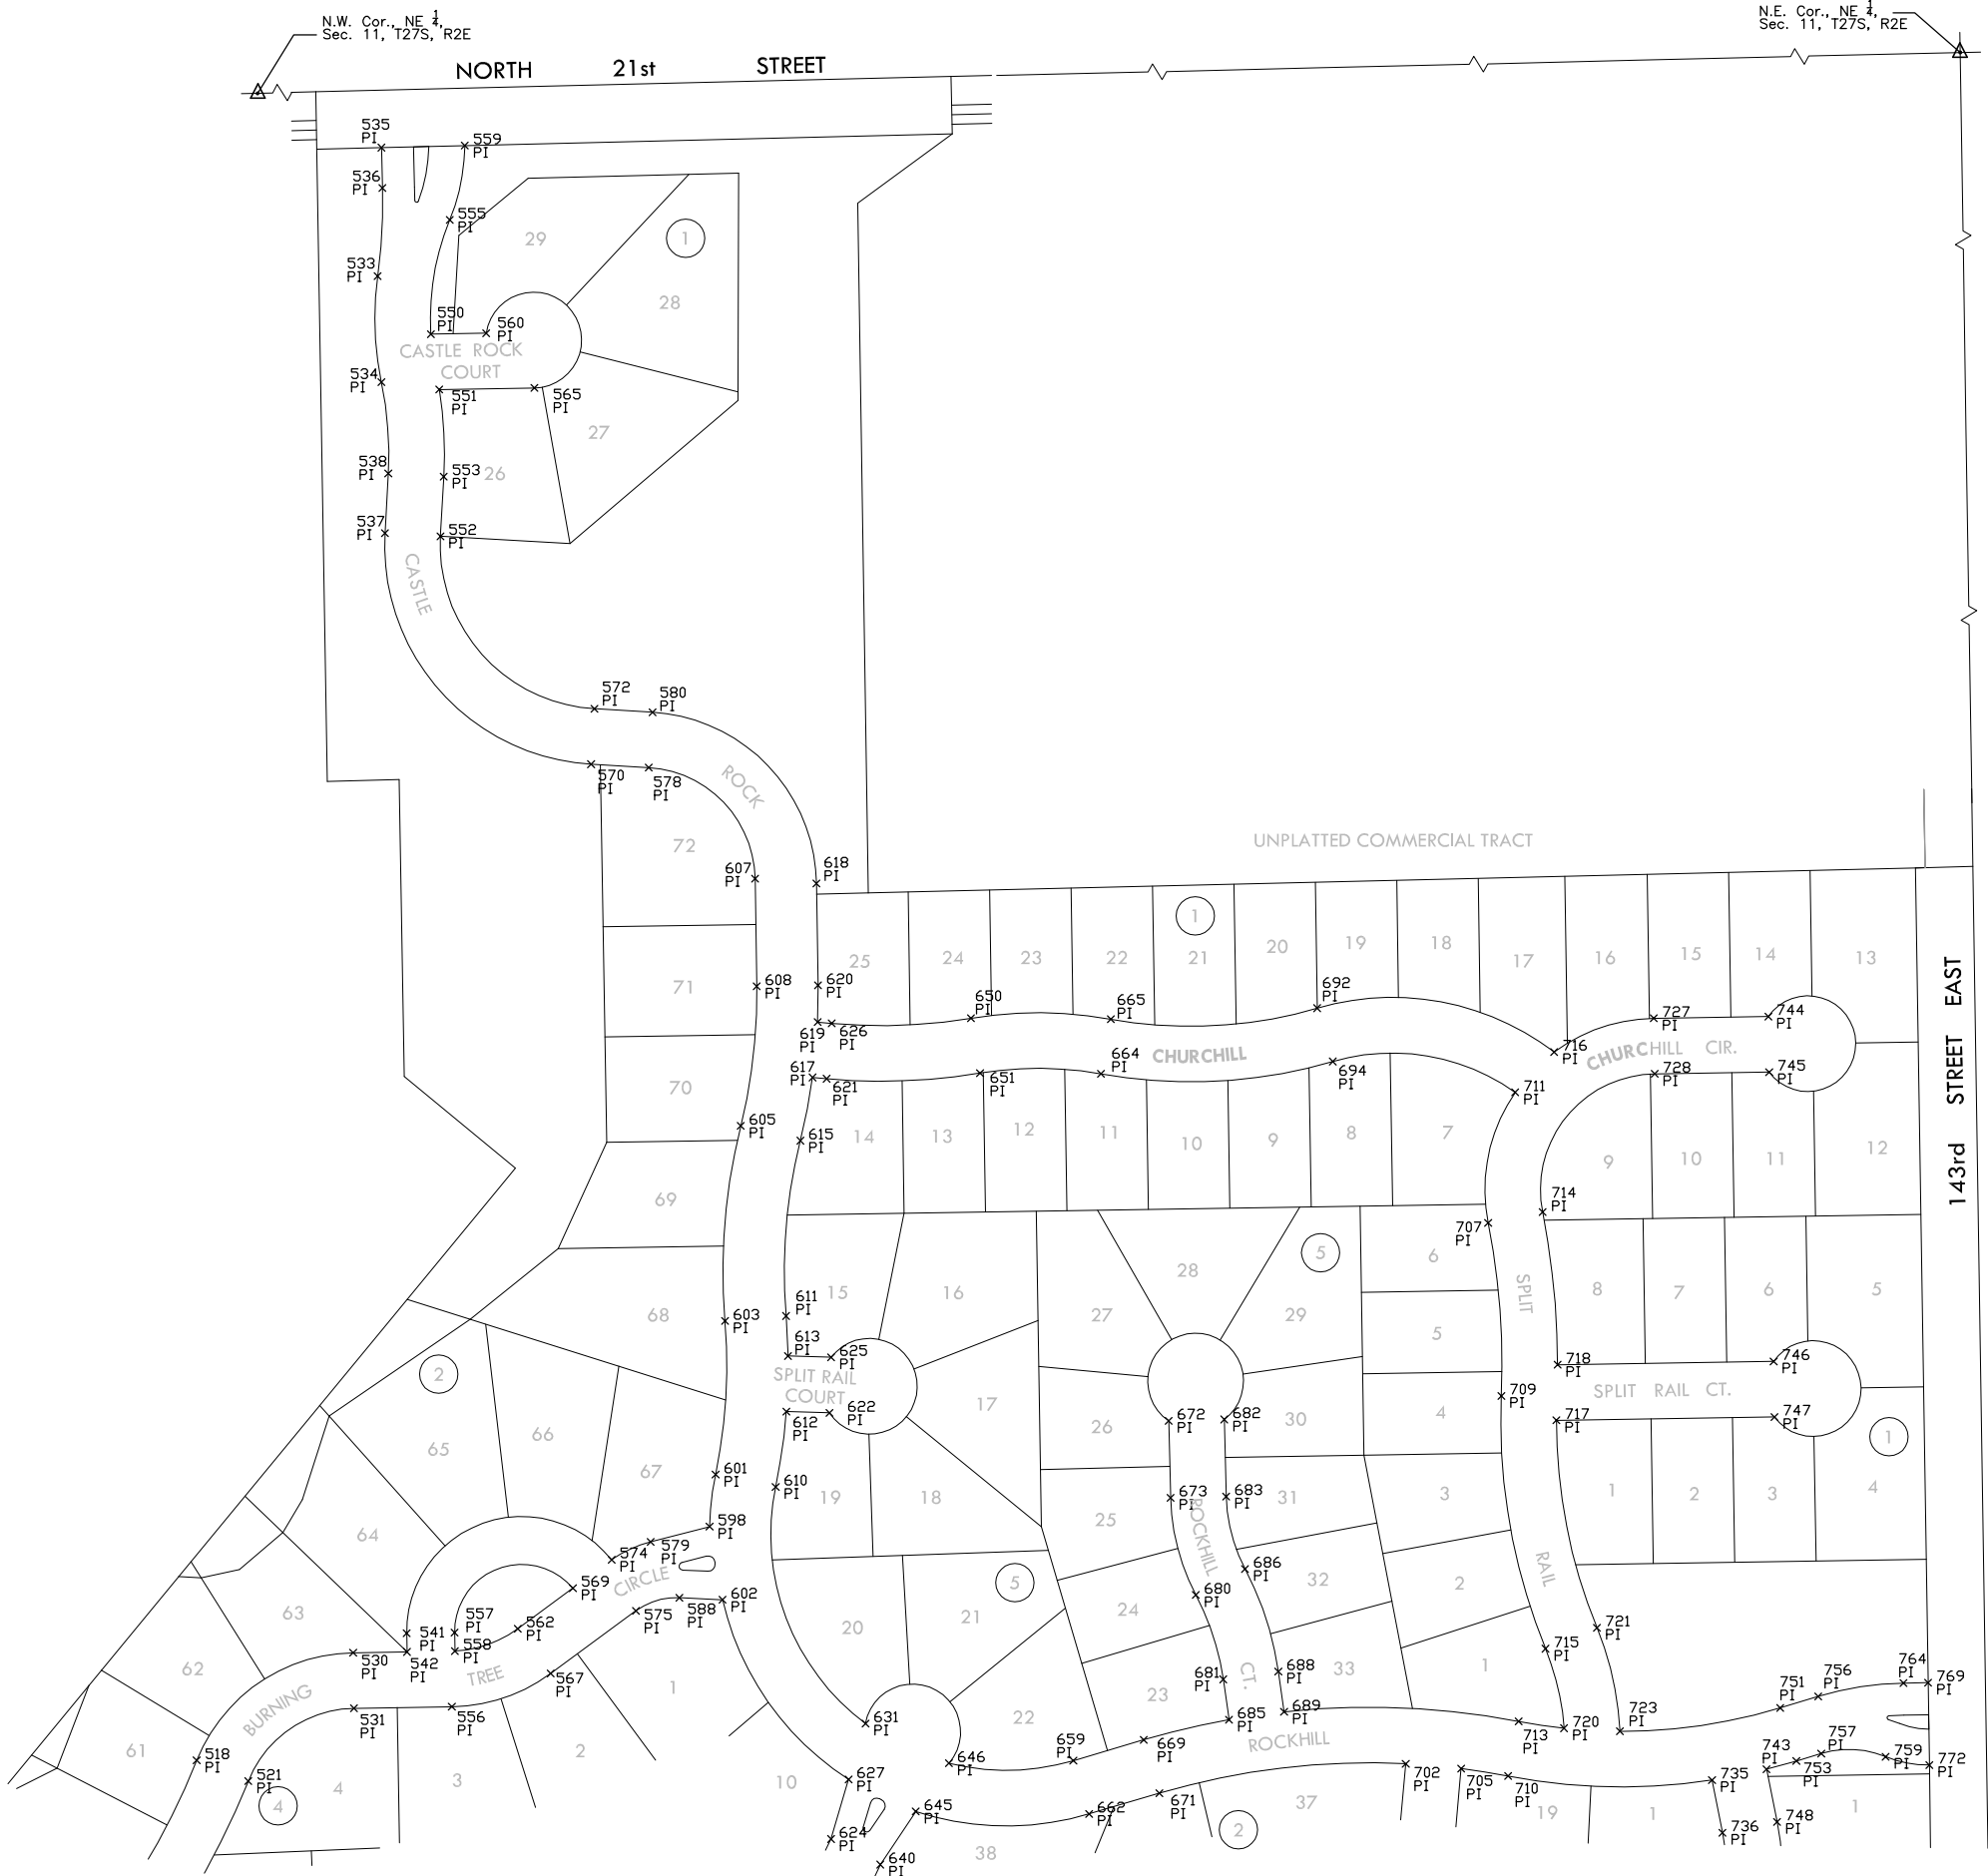 N.W. Cor., NE 1/4,
Sec. 11, T27S, R2E
N.E. Cor., NE 1/4,
Sec. 11, T27S, R2E
NORTH 21st STREET
535
PI
559
PI
536
PI
555
PI
29
1
533
PI
28
550
PI
560
PI
CASTLE ROCK
COURT
534
PI
551
PI
565
PI
27
538
PI
553
PI
26
537
PI
552
PI
CASTLE
572
PI
580
PI
570
PI
578
PI
ROCK
72
UNPLATTED COMMERCIAL TRACT
607
PI
618
PI
1
25
24
23
22
21
20
19
18
17
16
15
14
13
71
608
PI
620
PI
650
PI
665
PI
692
PI
727
PI
744
PI
619
PI
626
PI
CHURCHILL
664
PI
694
PI
716
PI
CHURCHILL CIR.
728
PI
745
PI
143rd STREET EAST
70
617
PI
621
PI
651
PI
711
PI
605
PI
615
PI
14
13
12
11
10
9
8
7
9
10
11
12
69
707
PI
714
PI
5
28
6
SPLIT
8
7
6
5
68
603
PI
611
PI
15
16
27
29
5
613
PI
625
PI
718
PI
746
PI
2
SPLIT RAIL
COURT
17
709
PI
SPLIT RAIL CT.
612
PI
622
PI
26
672
PI
682
PI
30
4
717
PI
747
PI
1
65
66
67
601
PI
610
PI
19
18
673
PI
683
PI
31
3
1
2
3
4
64
598
PI
25
ROCKHILL
574
PI
579
PI
RAIL
569
PI
CIRCLE
5
686
PI
32
2
63
602
PI
588
PI
575
PI
680
PI
24
21
20
557
PI
562
PI
541
PI
558
PI
721
PI
530
PI
542
PI
62
TREE
567
PI
1
681
PI
CT.
688
PI
33
1
715
PI
764
PI
769
PI
751
PI
756
PI
BURNING
531
PI
556
PI
631
PI
22
23
685
PI
689
PI
713
PI
720
PI
723
PI
61
518
PI
2
659
PI
669
PI
ROCKHILL
757
PI
646
PI
743
PI
753
PI
759
PI
772
PI
521
PI
4
4
3
10
627
PI
702
PI
705
PI
710
PI
735
PI
671
PI
37
19
1
1
645
PI
662
PI
748
PI
624
PI
2
736
PI
38
640
PI